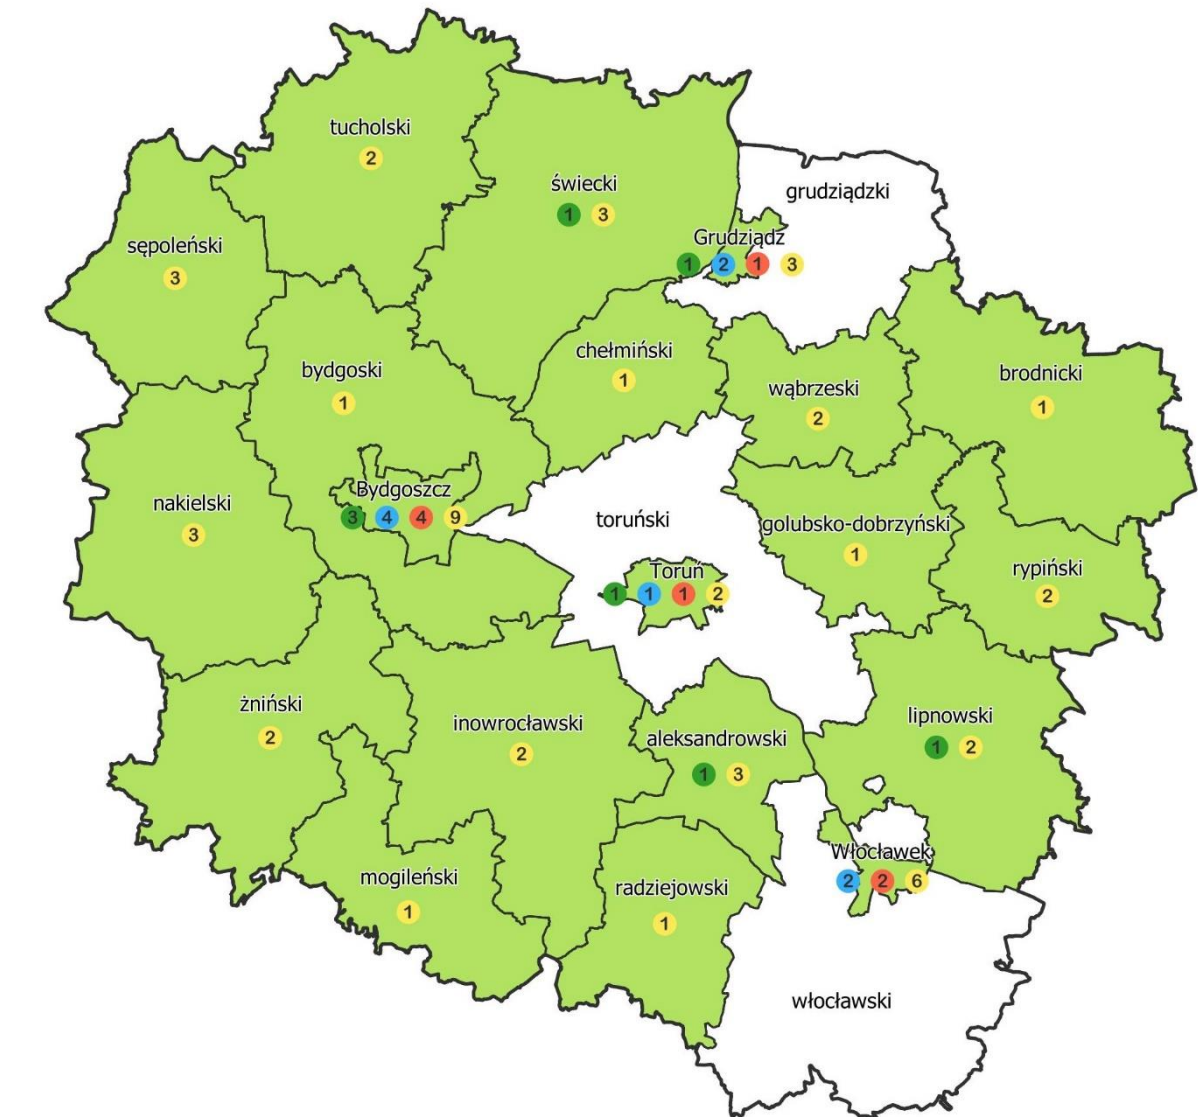 tucholski
2
świecki
1 3
grudziądzki
sępoleński
3
Grudziądz
1 2 1 3
bydgoski
1
chełmiński
1
wąbrzeski
2
brodnicki
1
nakielski
3
Bydgoszcz
3 4 4 9
toruński
golubsko-dobrzyński
1
Toruń
1 1 1 2
rypiński
2
żniński
2
inowrocławski
2
aleksandrowski
1 3
lipnowski
1 2
mogileński
1
radziejowski
1
Włocławek
2 2 6
włocławski